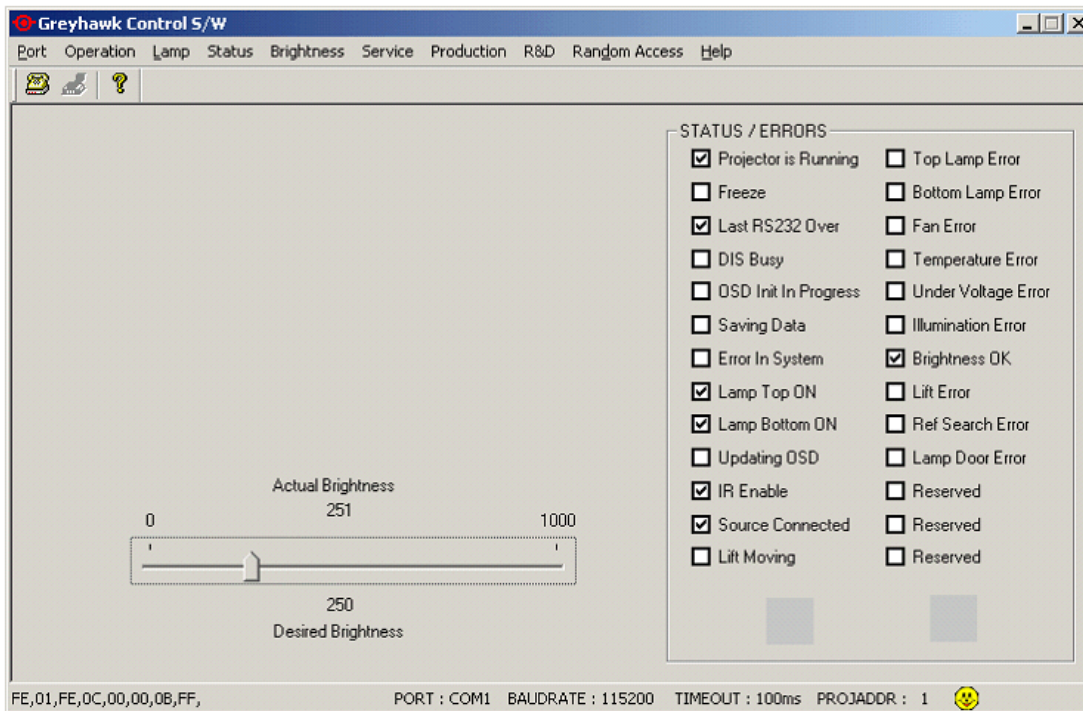 Greyhawk Control S/W
Port Operation Lamp Status Brightness Service Production R&D Random Access Help
STATUS / ERRORS
Projector is Running Top Lamp Error
Freeze Bottom Lamp Error
Last RS232 Over Fan Error
DIS Busy Temperature Error
OSD Init In Progress Under Voltage Error
Saving Data Illumination Error
Error In System Brightness OK
Lamp Top ON Lift Error
Lamp Bottom ON Ref Search Error
Updating OSD Lamp Door Error
IR Enable Reserved
Source Connected Reserved
Lift Moving Reserved
Actual Brightness
0 251 1000
250
Desired Brightness
FE,01,FE,0C,00,00,0B,FF, PORT : COM1 BAUDRATE : 115200 TIMEOUT : 100ms PROJADDR : 1